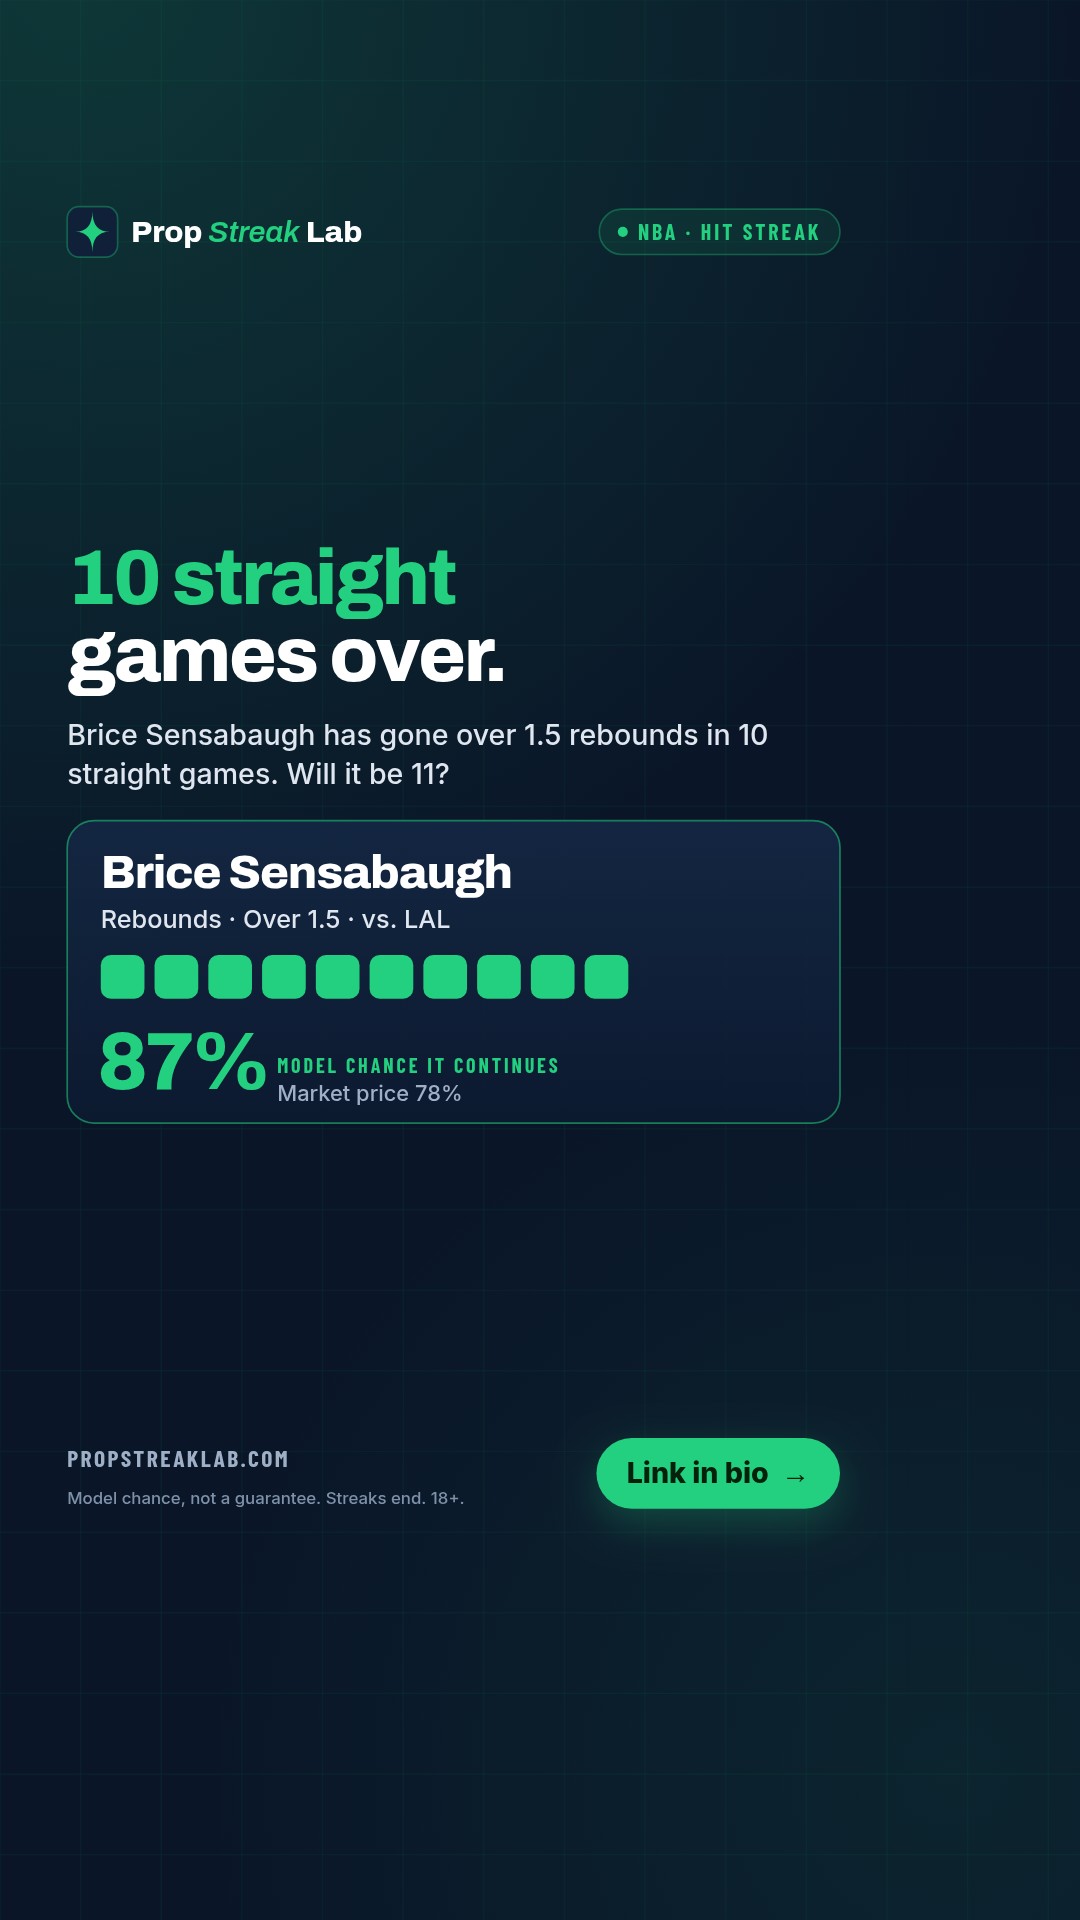 Prop Streak Lab
NBA · HIT STREAK
10 straight
games over.
Brice Sensabaugh has gone over 1.5 rebounds in 10
straight games. Will it be 11?
Brice Sensabaugh
Rebounds · Over 1.5 · vs. LAL
87%
MODEL CHANCE IT CONTINUES
Market price 78%
PROPSTREAKLAB.COM
Model chance, not a guarantee. Streaks end. 18+.
Link in bio →